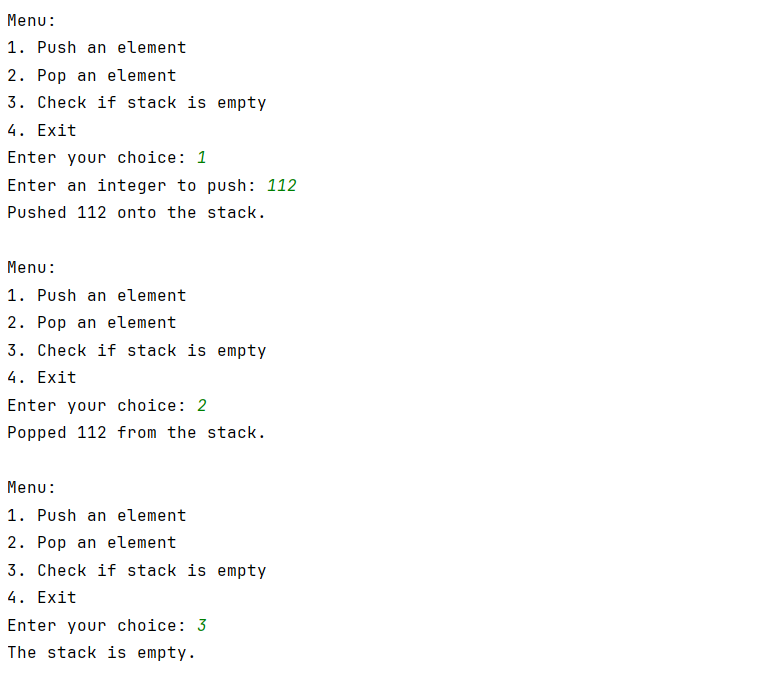 Menu:
1. Push an element
2. Pop an element
3. Check if stack is empty
4. Exit
Enter your choice: 1
Enter an integer to push: 112
Pushed 112 onto the stack.

Menu:
1. Push an element
2. Pop an element
3. Check if stack is empty
4. Exit
Enter your choice: 2
Popped 112 from the stack.

Menu:
1. Push an element
2. Pop an element
3. Check if stack is empty
4. Exit
Enter your choice: 3
The stack is empty.